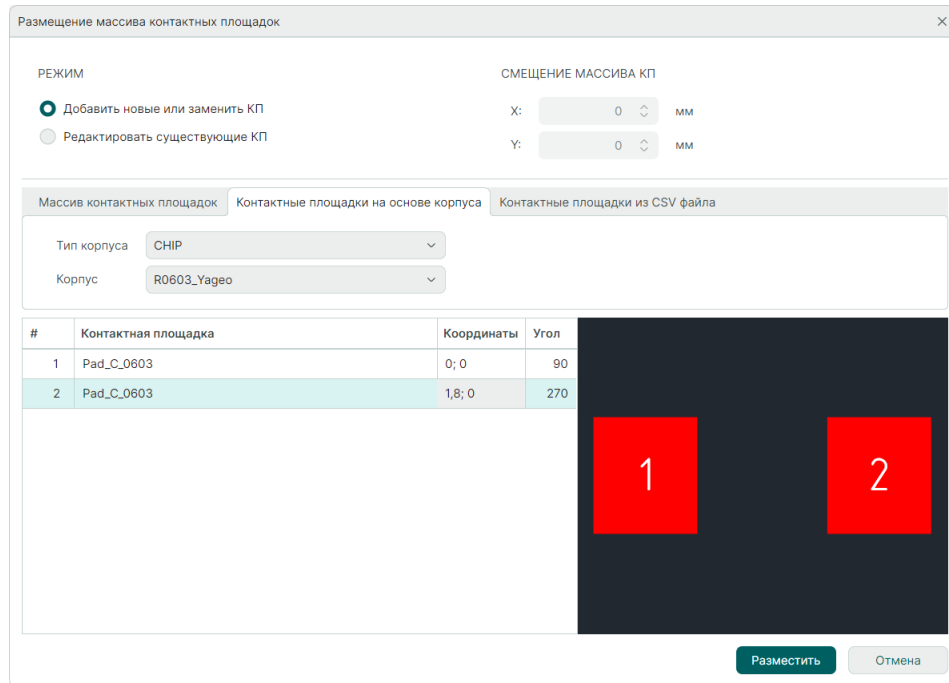 Размещение массива контактных площадок
РЕЖИМ
Добавить новые или заменить КП
Редактировать существующие КП
СМЕЩЕНИЕ МАССИВА КП
X: 0 мм
Y: 0 мм
Массив контактных площадок Контактные площадки на основе корпуса Контактные площадки из CSV файла
Тип корпуса CHIP
Корпус R0603_Yageo
# Контактная площадка Координаты Угол
1 Pad_C_0603 0; 0 90
2 Pad_C_0603 1,8; 0 270
1 2
Разместить Отмена